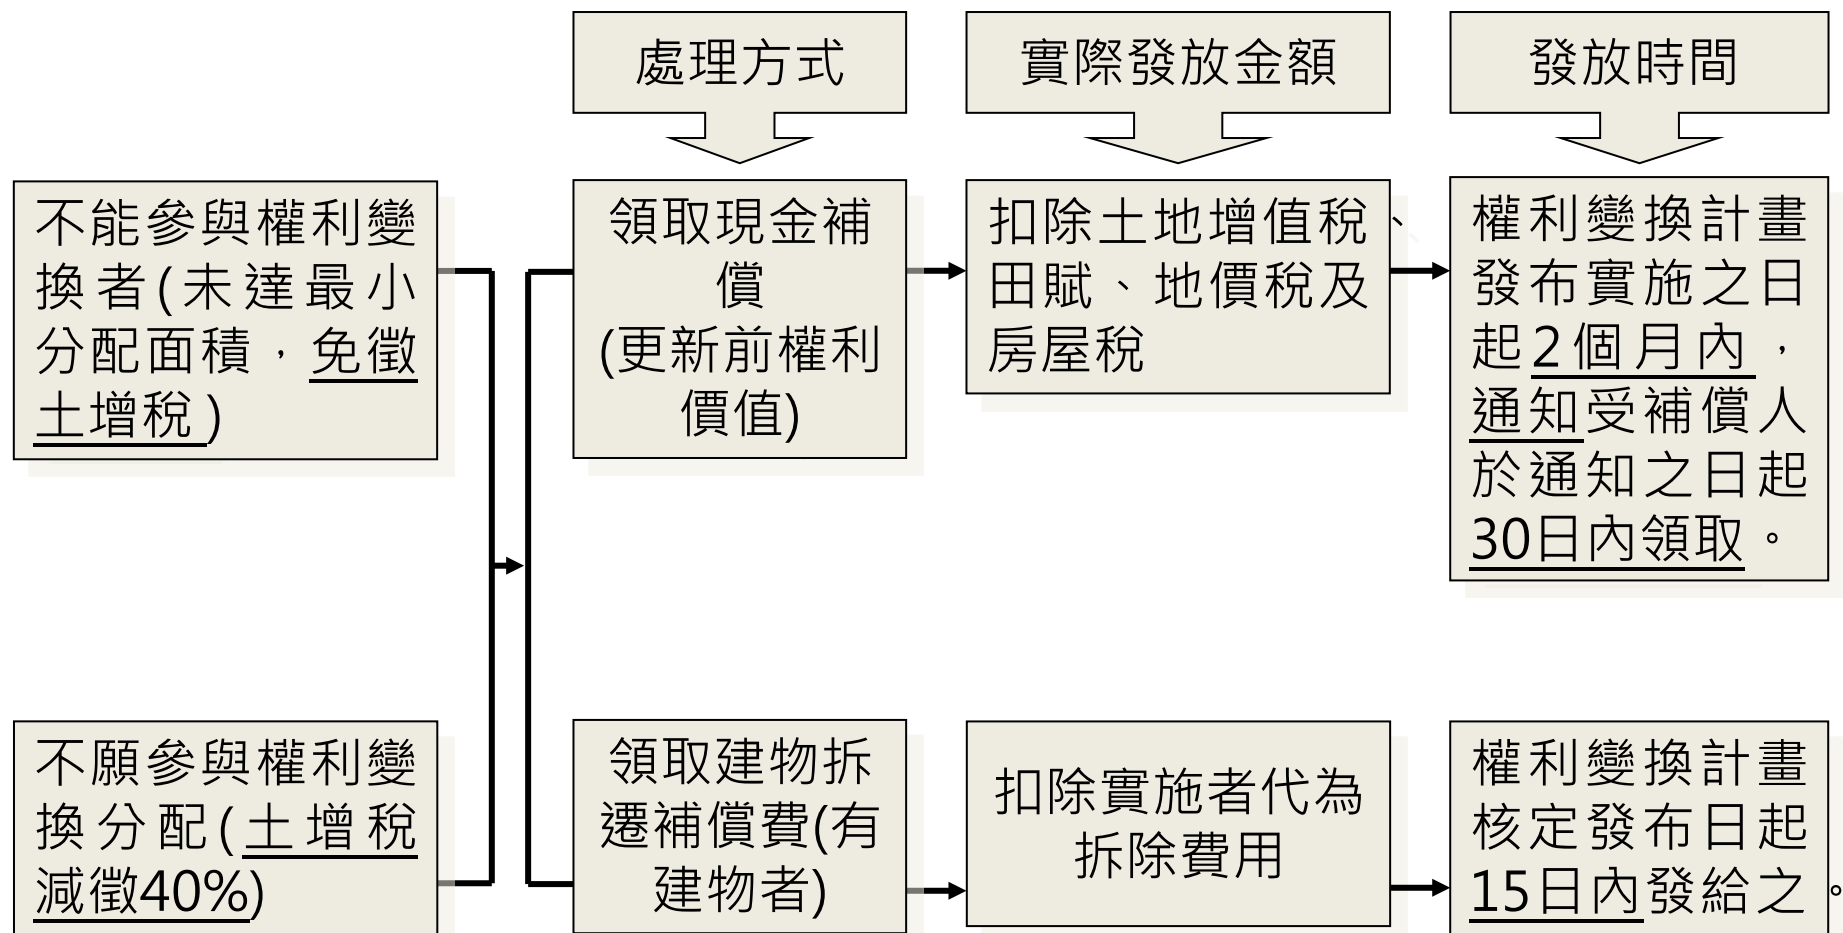 處理方式
實際發放金額
發放時間
不能參與權利變
換者(未達最小
分配面積，免徵
土增稅)
領取現金補
償
(更新前權利
價值)
扣除土地增值稅、
田賦、地價稅及
房屋稅
權利變換計畫
發布實施之日
起2個月內，
通知受補償人
於通知之日起
30日內領取。
不願參與權利變
換分配(土增稅
減徵40%)
領取建物拆
遷補償費(有
建物者)
扣除實施者代為
拆除費用
權利變換計畫
核定發布日起
15日內發給之。